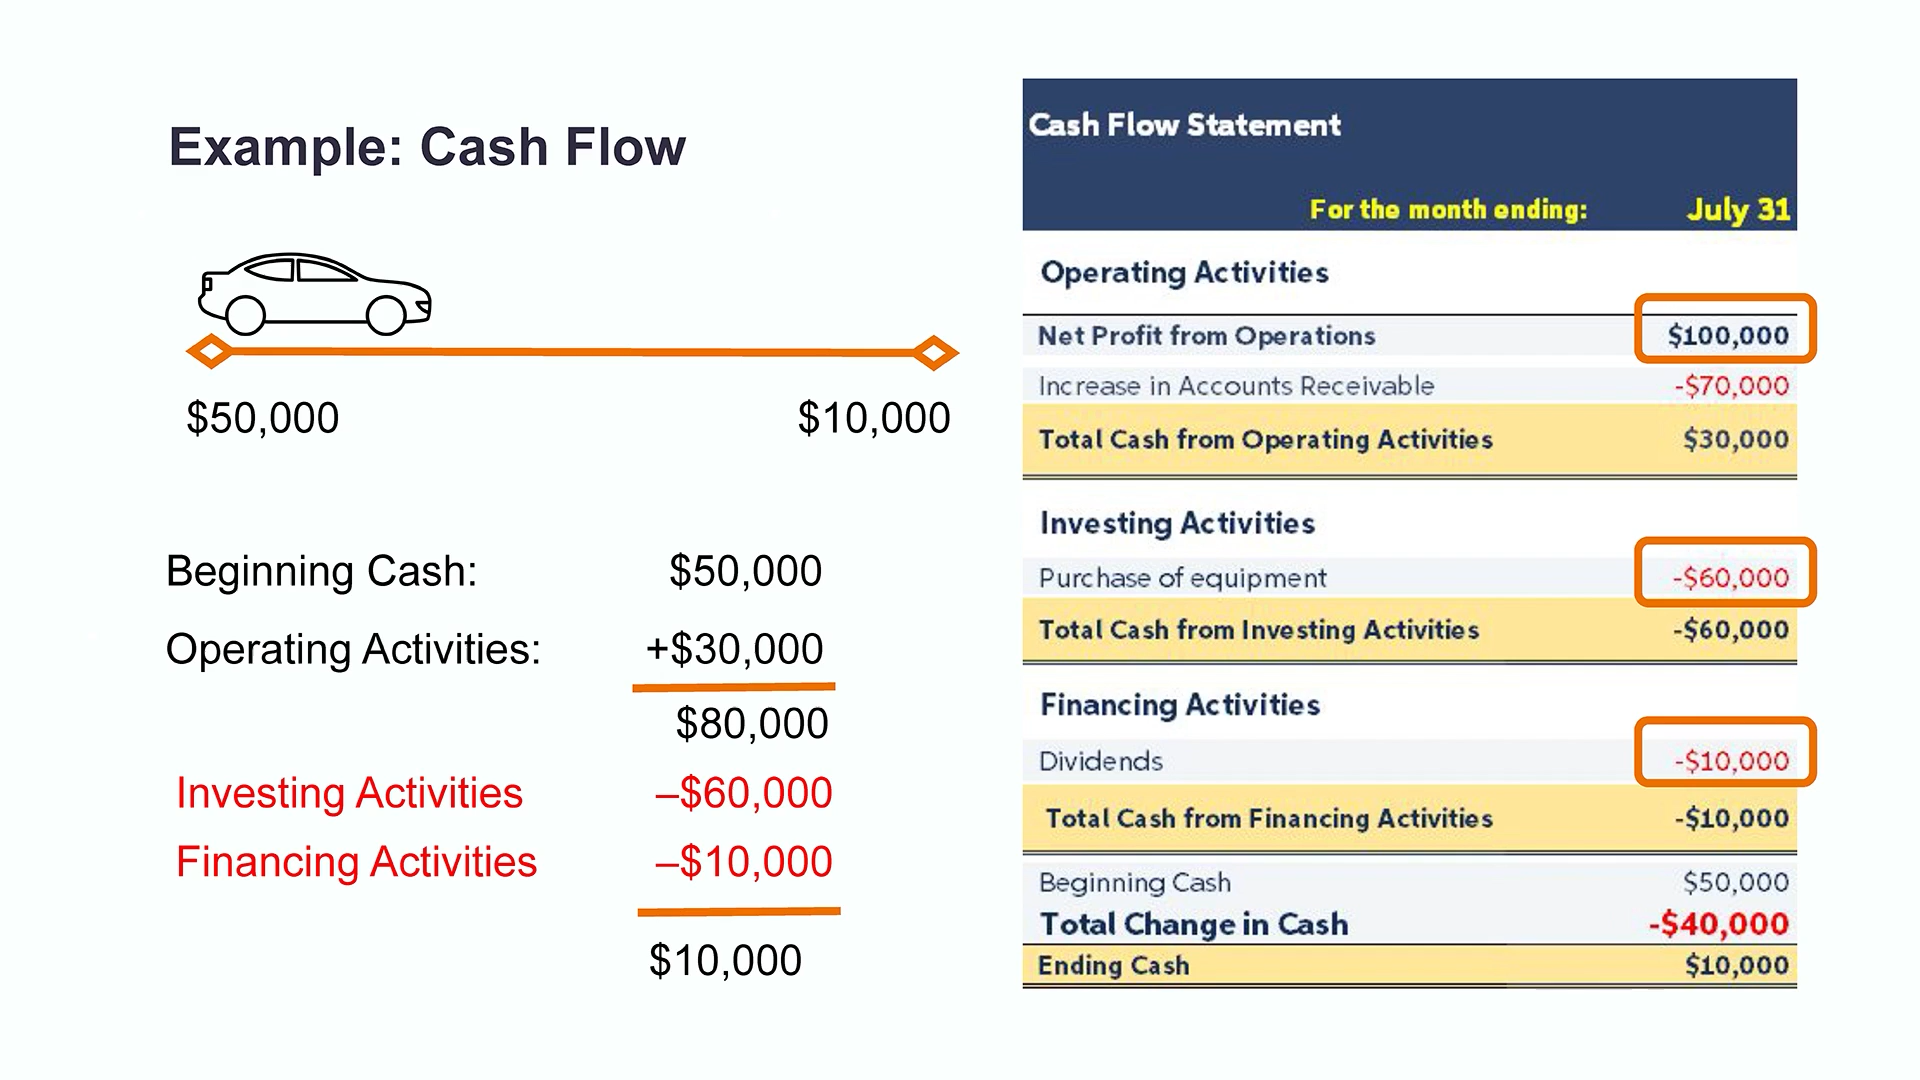 Example: Cash Flow
$50,000 $10,000
Beginning Cash: $50,000
Operating Activities: +$30,000
$80,000
Investing Activities –$60,000
Financing Activities –$10,000
$10,000
Cash Flow Statement
For the month ending: July 31
Operating Activities
Net Profit from Operations $100,000
Increase in Accounts Receivable -$70,000
Total Cash from Operating Activities $30,000
Investing Activities
Purchase of equipment -$60,000
Total Cash from Investing Activities -$60,000
Financing Activities
Dividends -$10,000
Total Cash from Financing Activities -$10,000
Beginning Cash $50,000
Total Change in Cash -$40,000
Ending Cash $10,000